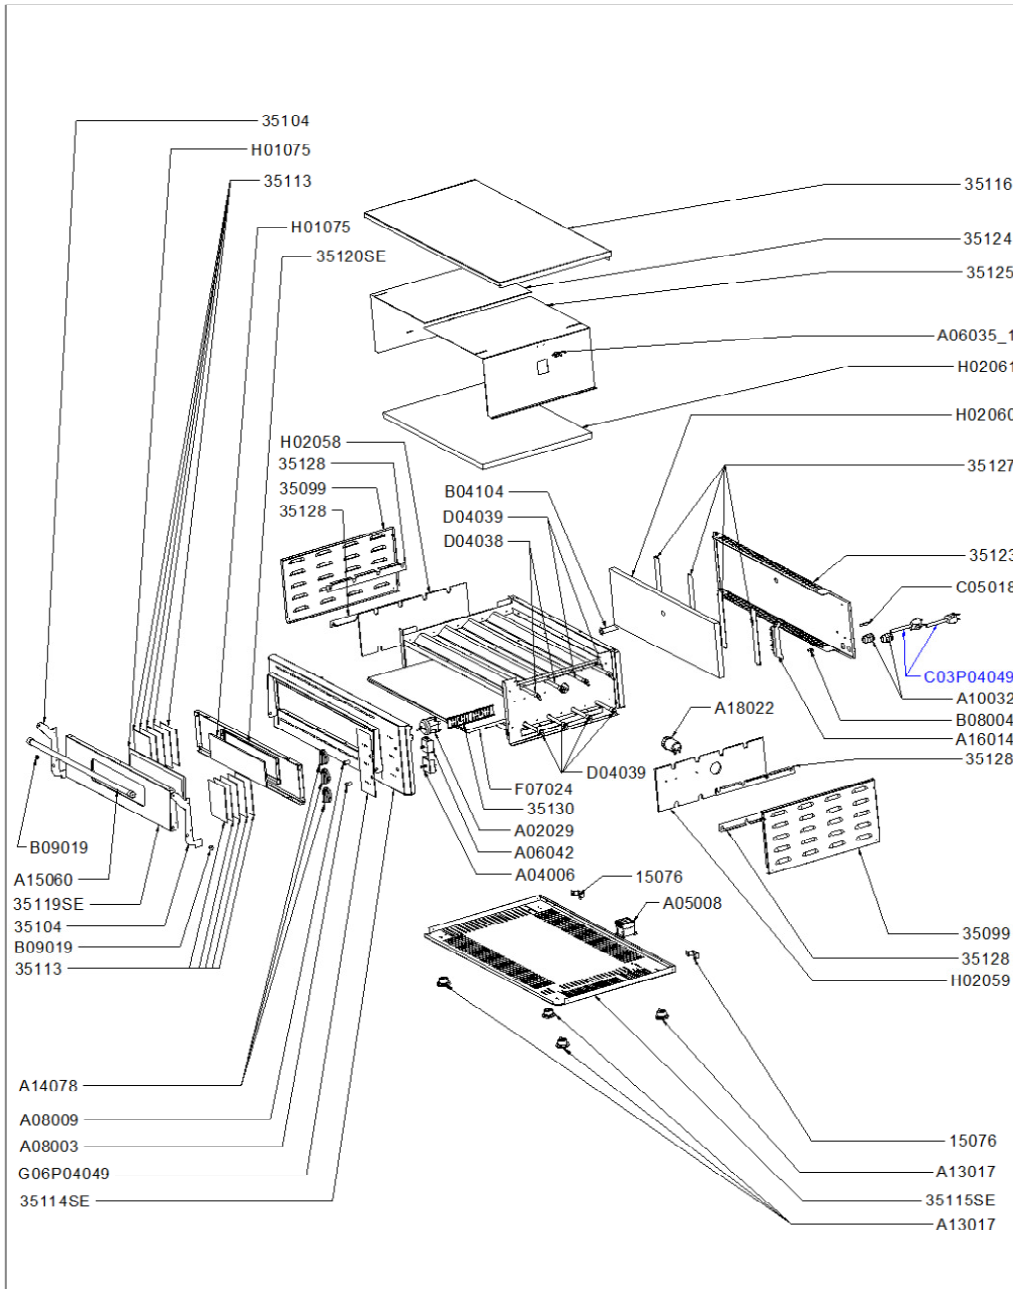 35104
H01075
35113
H01075
35120SE
35116
35124
35125
A06035_1
H02061
H02060
35127
H02058
35128
35099
35128
B04104
D04039
D04038
35123
C05018
C03P04049
A10032
B08004
A16014
35128
A18022
D04039
F07024
35130
A02029
A06042
A04006
B09019
A15060
35119SE
35104
B09019
35113
15076
A05008
35099
35128
H02059
A14078
A08009
A08003
G06P04049
35114SE
15076
A13017
35115SE
A13017